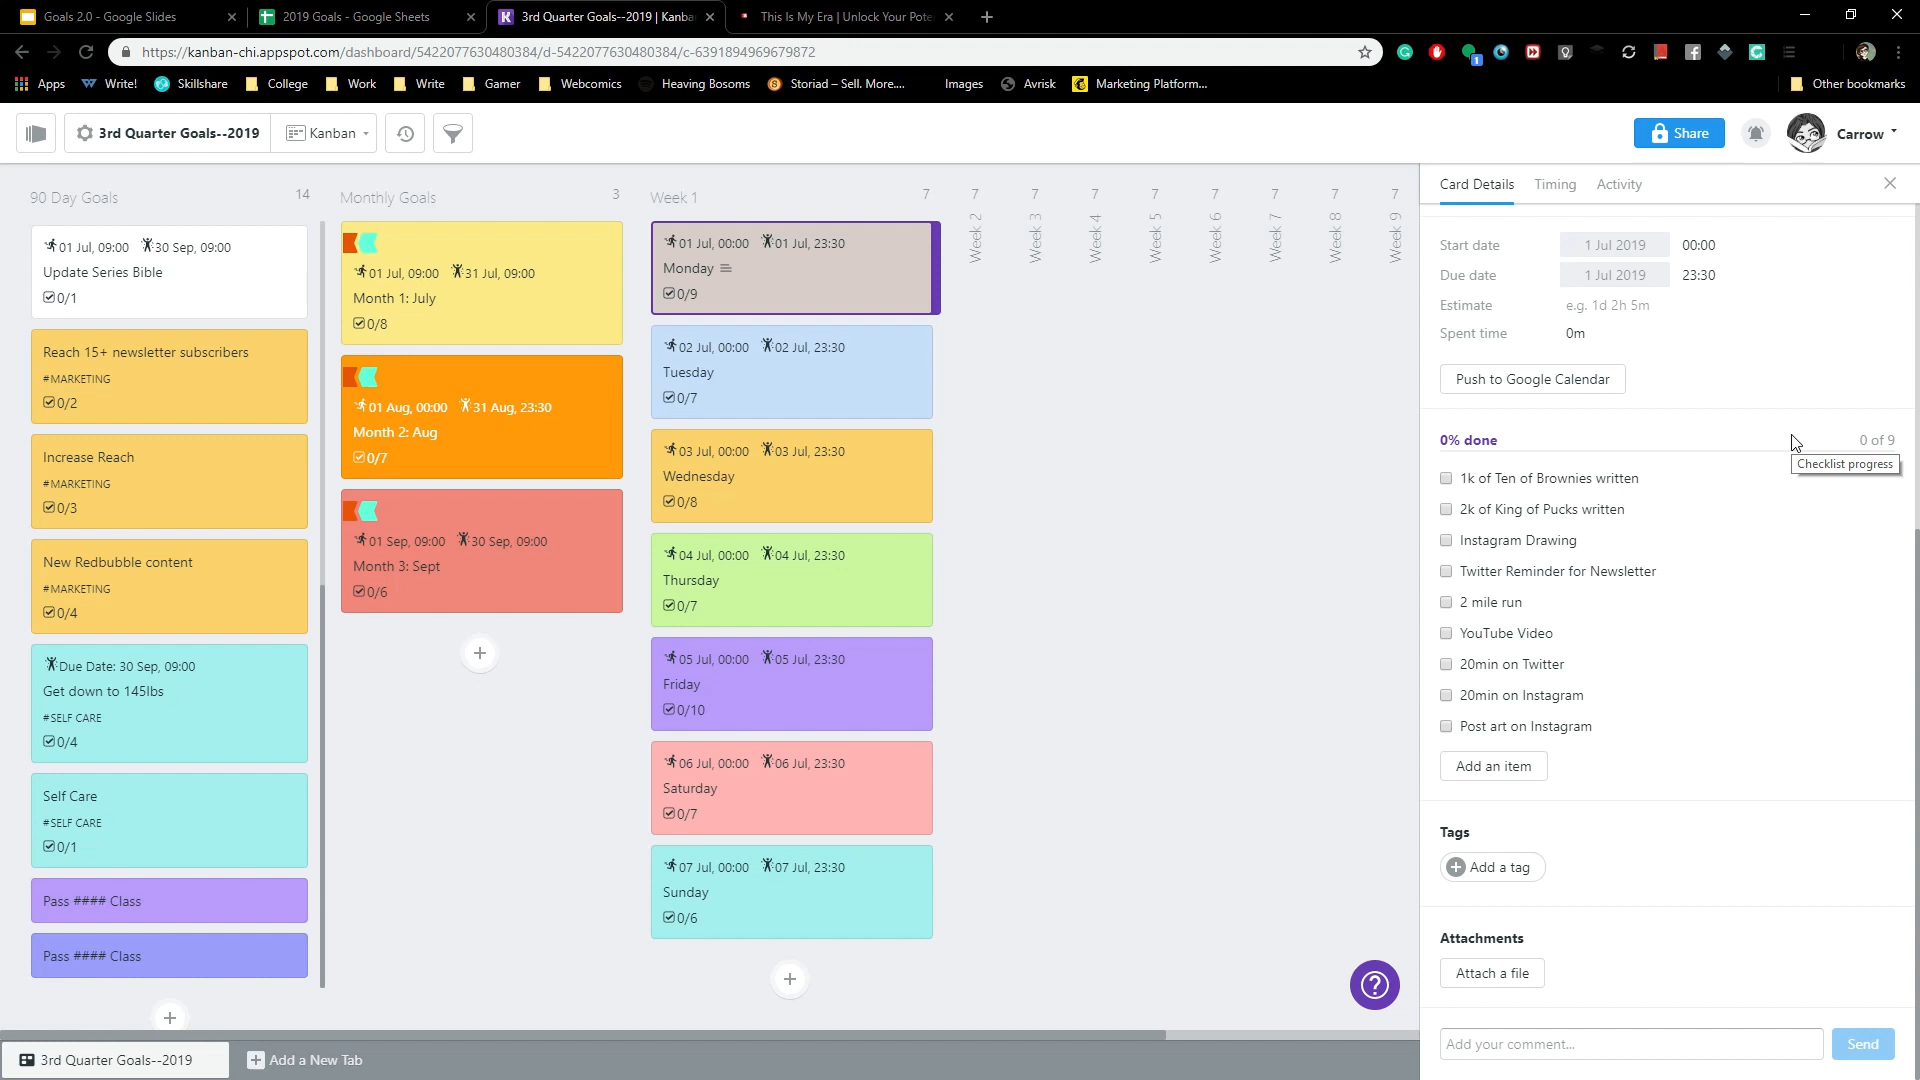 Goals 2.0 - Google Slides
2019 Goals - Google Sheets
3rd Quarter Goals--2019 | Kanba
This Is My Era | Unlock Your Pote
https://kanban-chi.appspot.com/dashboard/5422077630480384/d-5422077630480384/c-6391894969679872
1
Apps
Write!
Skillshare
College
Work
Write
Gamer
Webcomics
Heaving Bosoms
Storiad – Sell. More....
Images
Avrisk
Marketing Platform...
Other bookmarks
3rd Quarter Goals--2019
Kanban
Share
Carrow
90 Day Goals 14
01 Jul, 09:00 30 Sep, 09:00
Update Series Bible
0/1
Reach 15+ newsletter subscribers
#MARKETING
0/2
Increase Reach
#MARKETING
0/3
New Redbubble content
#MARKETING
0/4
Due Date: 30 Sep, 09:00
Get down to 145lbs
#SELF CARE
0/4
Self Care
#SELF CARE
0/1
Pass #### Class
Pass #### Class
Monthly Goals 3
01 Jul, 09:00 31 Jul, 09:00
Month 1: July
0/8
01 Aug, 00:00 31 Aug, 23:30
Month 2: Aug
0/7
01 Sep, 09:00 30 Sep, 09:00
Month 3: Sept
0/6
Week 1 7
01 Jul, 00:00 01 Jul, 23:30
Monday
0/9
02 Jul, 00:00 02 Jul, 23:30
Tuesday
0/7
03 Jul, 00:00 03 Jul, 23:30
Wednesday
0/8
04 Jul, 00:00 04 Jul, 23:30
Thursday
0/7
05 Jul, 00:00 05 Jul, 23:30
Friday
0/10
06 Jul, 00:00 06 Jul, 23:30
Saturday
0/7
07 Jul, 00:00 07 Jul, 23:30
Sunday
0/6
7
Week 2
7
Week 3
7
Week 4
7
Week 5
7
Week 6
7
Week 7
7
Week 8
7
Week 9
Card Details Timing Activity
Start date 1 Jul 2019 00:00
Due date 1 Jul 2019 23:30
Estimate e.g. 1d 2h 5m
Spent time 0m
Push to Google Calendar
0% done 0 of 9
Checklist progress
1k of Ten of Brownies written
2k of King of Pucks written
Instagram Drawing
Twitter Reminder for Newsletter
2 mile run
YouTube Video
20min on Twitter
20min on Instagram
Post art on Instagram
Add an item
Tags
Add a tag
Attachments
Attach a file
Add your comment...
Send
3rd Quarter Goals--2019
Add a New Tab